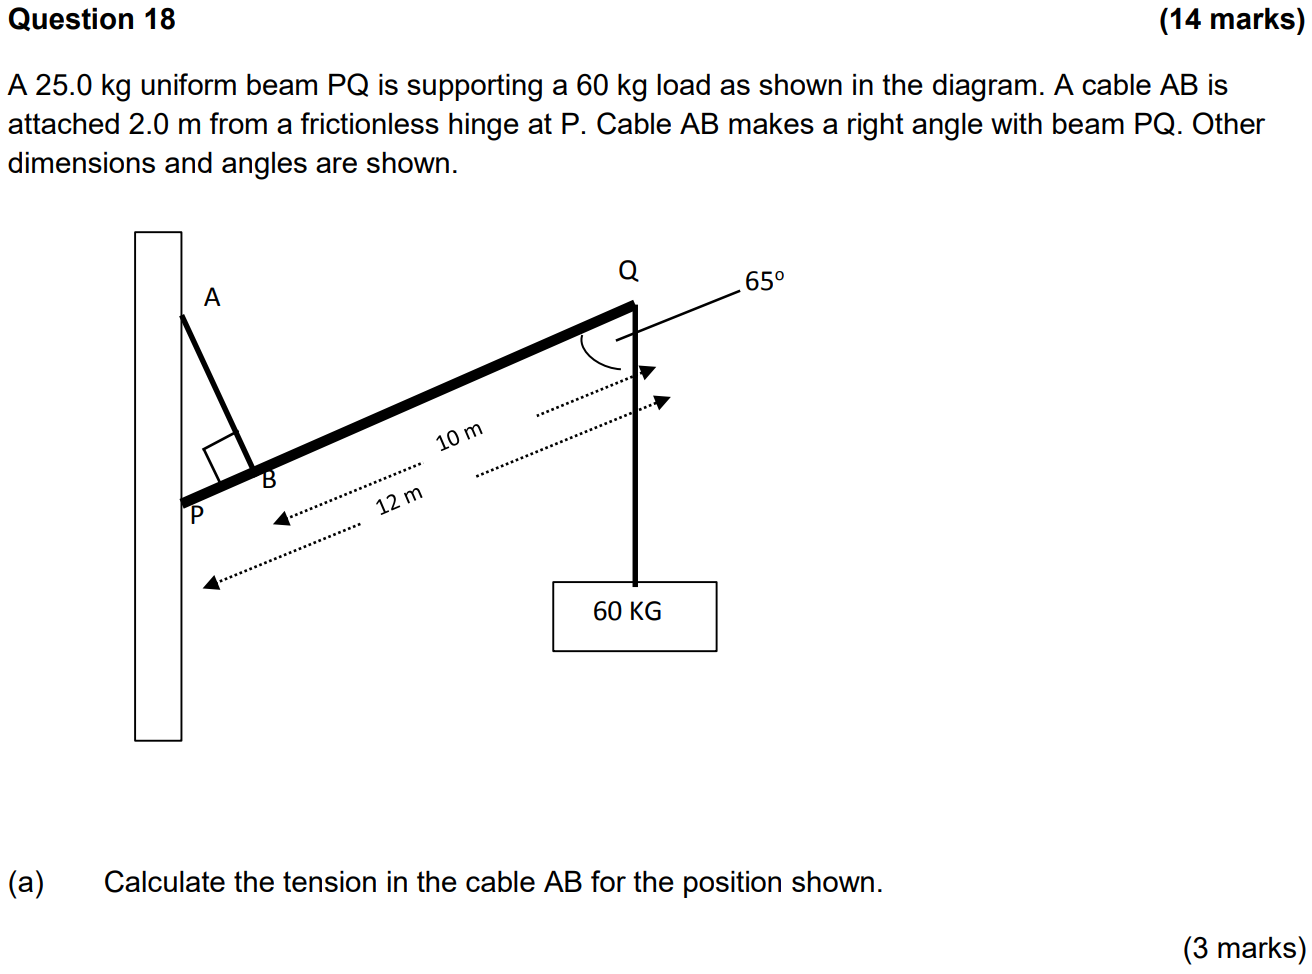 Question 18 (14 marks)
A 25.0 kg uniform beam PQ is supporting a 60 kg load as shown in the diagram. A cable AB is
attached 2.0 m from a frictionless hinge at P. Cable AB makes a right angle with beam PQ. Other
dimensions and angles are shown.
Q
65º
A
10 m
B
12 m
P
60 KG
(a) Calculate the tension in the cable AB for the position shown.
(3 marks)